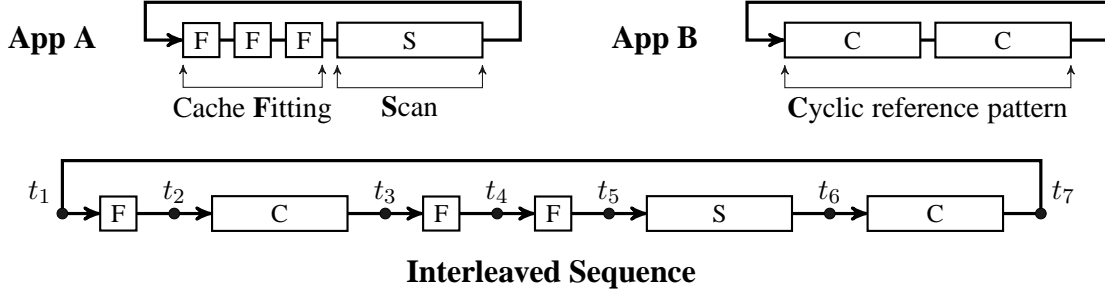 App A F F F S
Cache Fitting Scan
App B C C
Cyclic reference pattern
t1 t2 t3 t4 t5 t6 t7
F C F F S C
Interleaved Sequence